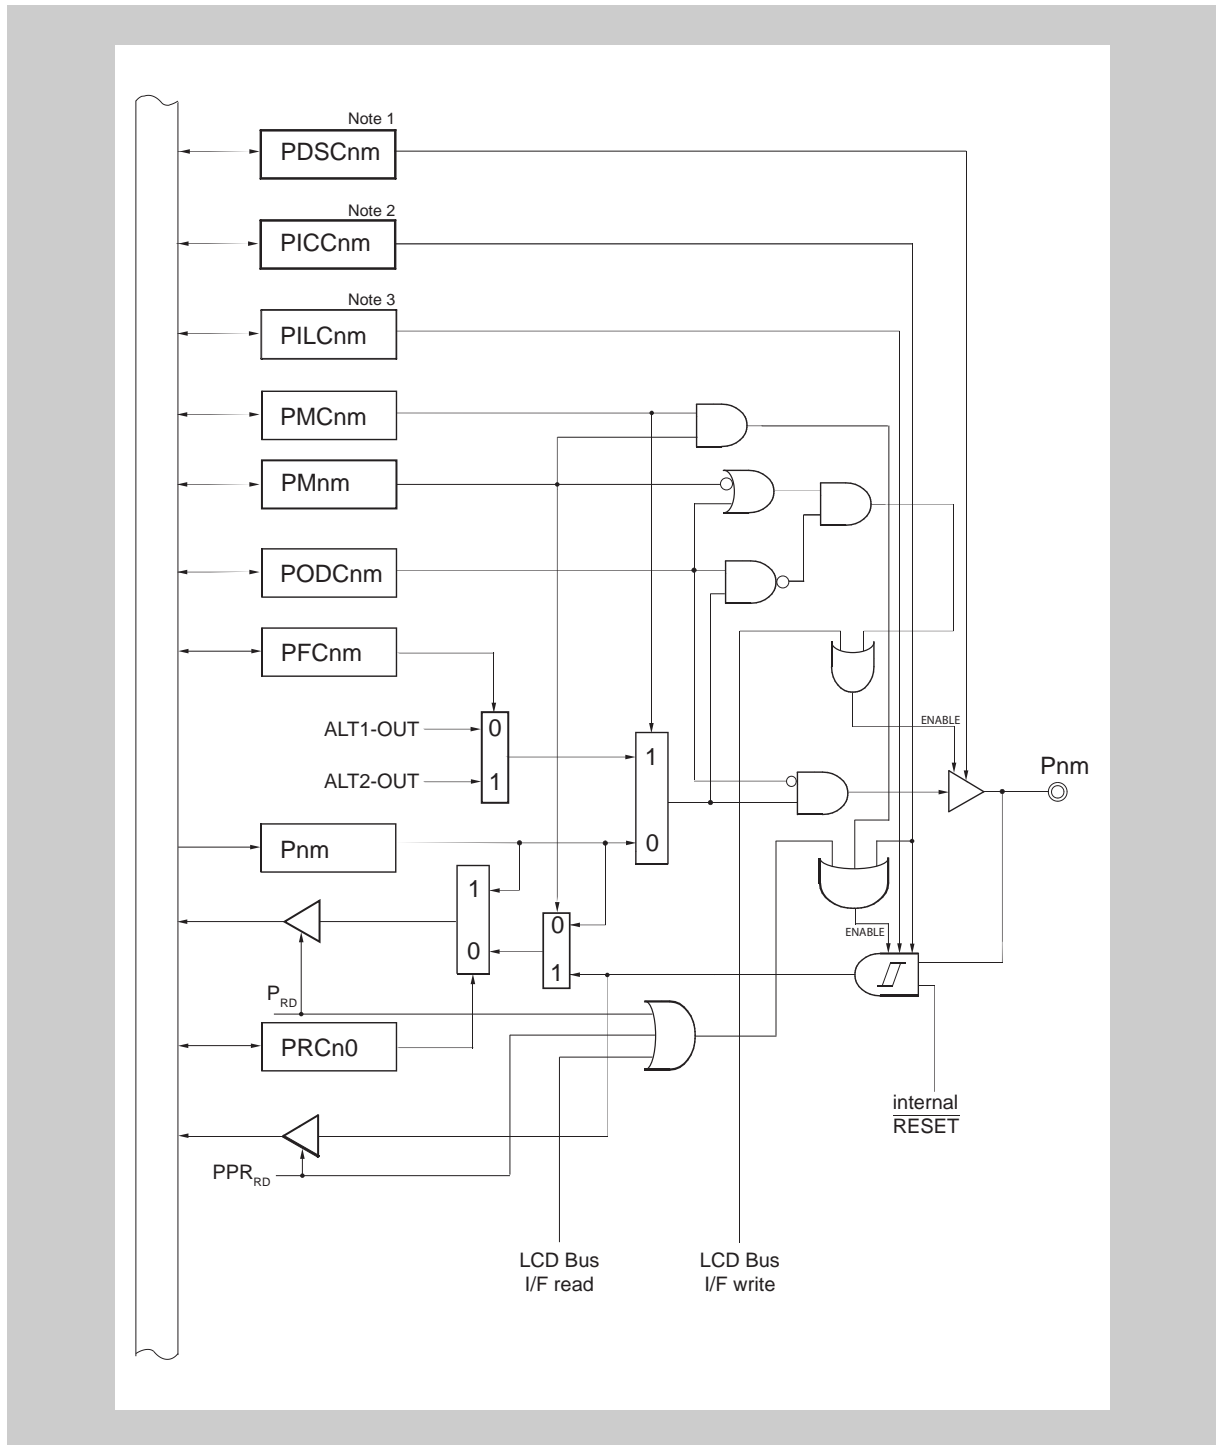 Note 1
PDSCnm
Note 2
PICCnm
Note 3
PILCnm
PMCnm
PMnm
PODCnm
PFCnm
ENABLE
ALT1-OUT
0
1
Pnm
ALT2-OUT
1
Pnm
0
1
0
ENABLE
0
1
PRD
PRCn0
internal
RESET
PPRRD
LCD Bus
I/F read
LCD Bus
I/F write